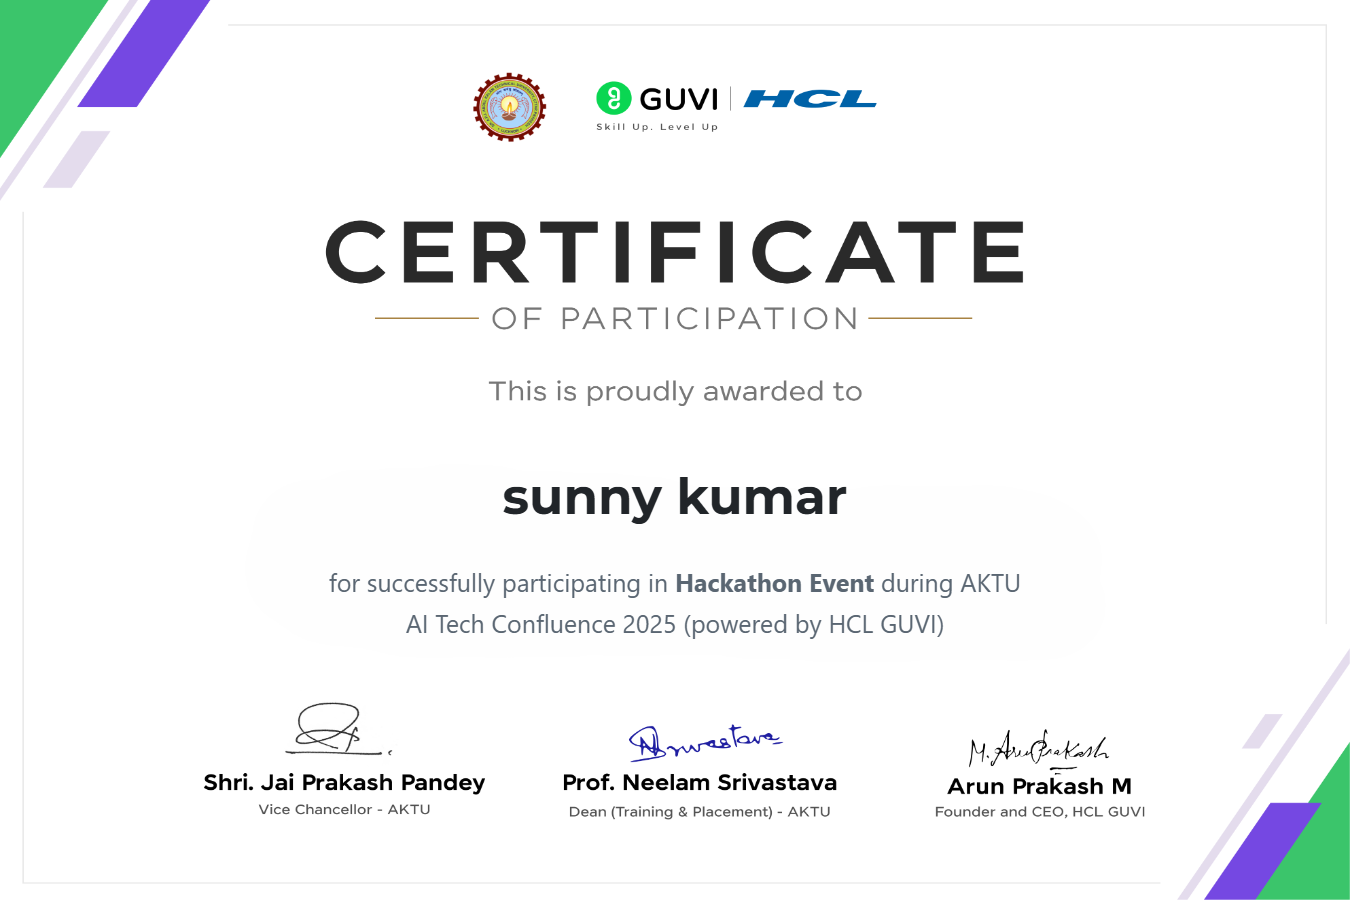 GUVI
HCL
Skill Up. Level Up
CERTIFICATE
OF PARTICIPATION
This is proudly awarded to
sunny kumar
for successfully participating in Hackathon Event during AKTU
AI Tech Confluence 2025 (powered by HCL GUVI)
M. Arun Prakash
Shri. Jai Prakash Pandey
Vice Chancellor - AKTU
Prof. Neelam Srivastava
Dean (Training & Placement) - AKTU
Arun Prakash M
Founder and CEO, HCL GUVI